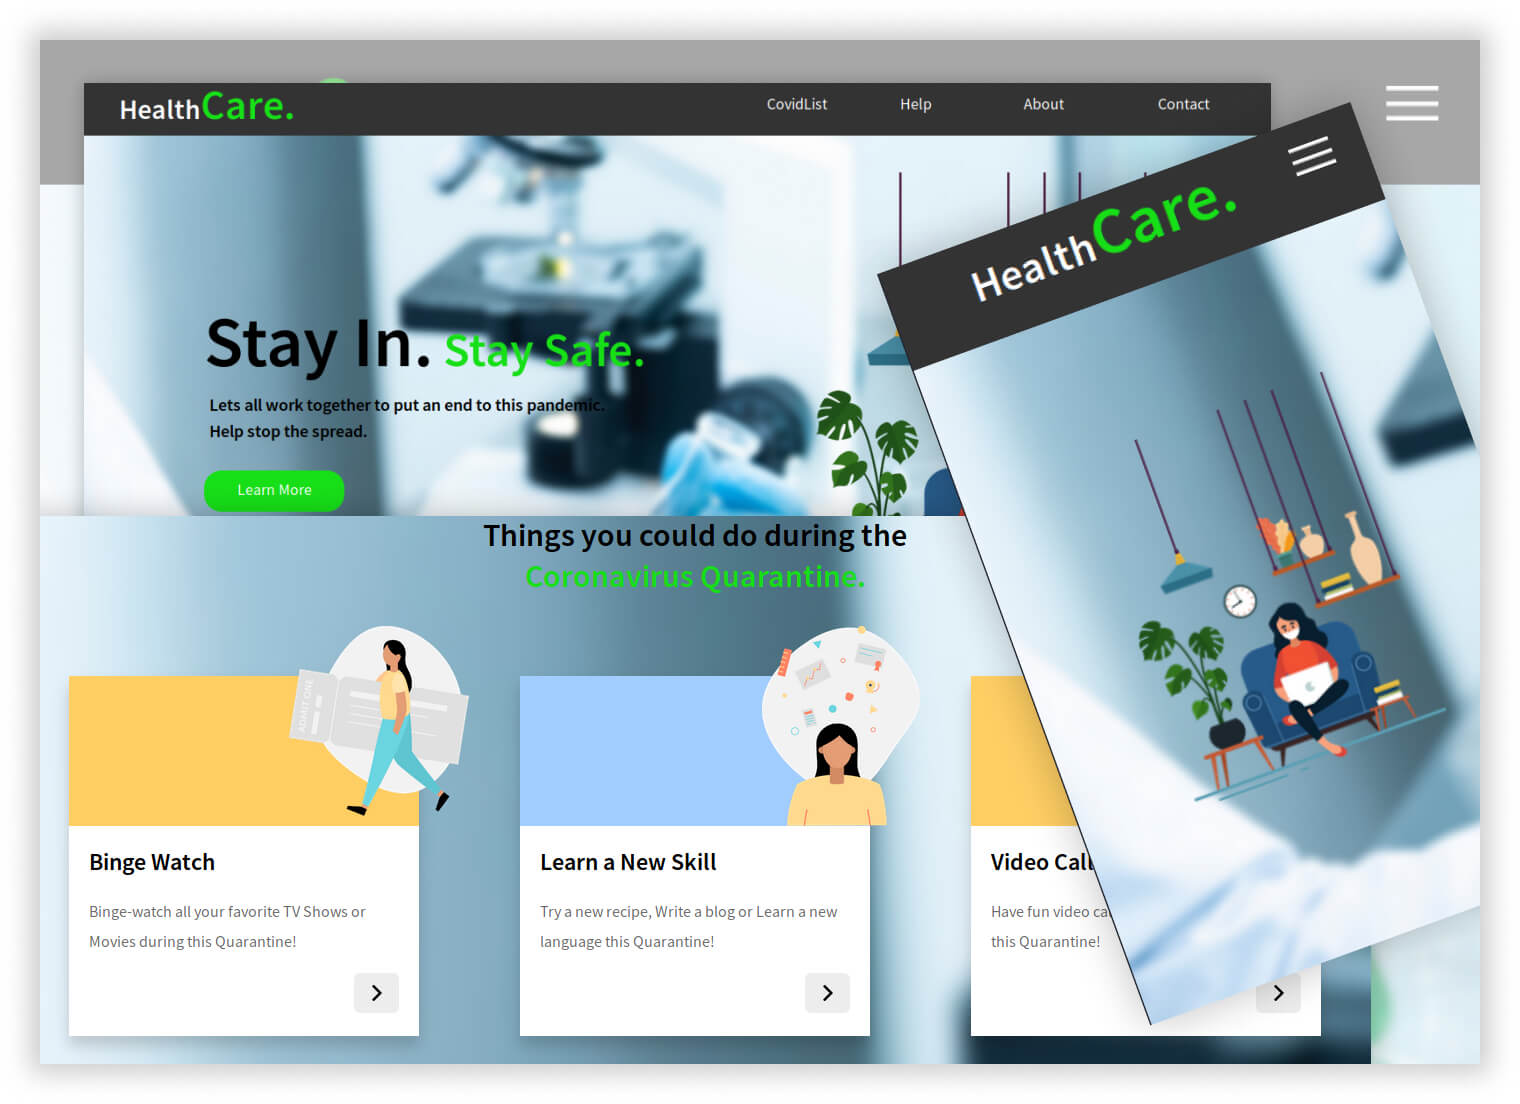 HealthCare.
CovidList Help About Contact
HealthCare.
Stay In. Stay Safe.
Lets all work together to put an end to this pandemic.
Help stop the spread.
Learn More
Things you could do during the
Coronavirus Quarantine.
ADMIT ONE
Binge Watch
Binge-watch all your favorite TV Shows or
Movies during this Quarantine!
Learn a New Skill
Try a new recipe, Write a blog or Learn a new
language this Quarantine!
Video Call
Have fun video
this Quarantine!